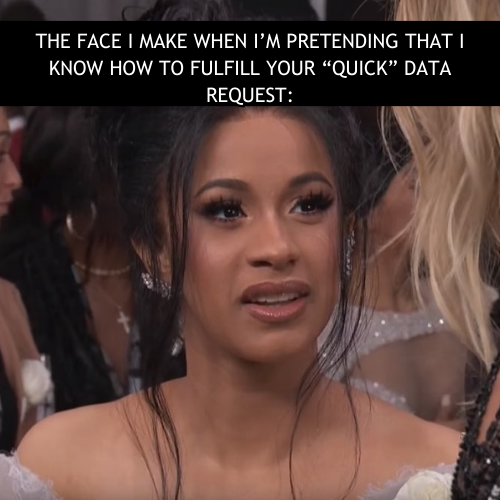 THE FACE I MAKE WHEN I’M PRETENDING THAT I
KNOW HOW TO FULFILL YOUR “QUICK” DATA
REQUEST: